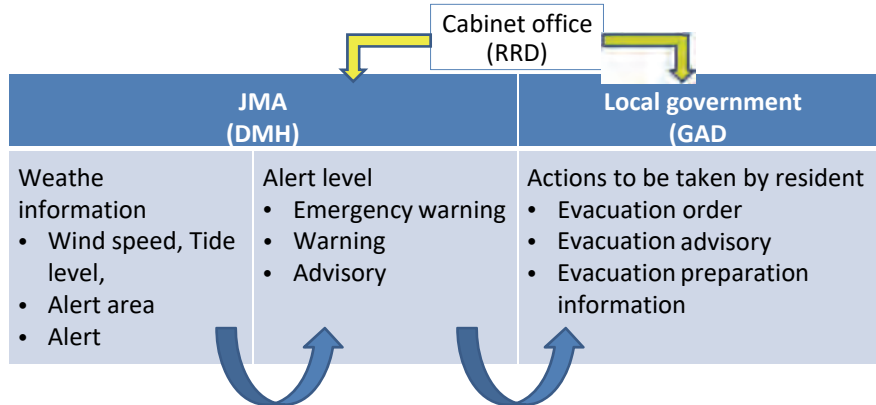 Cabinet office
(RRD)
JMA
(DMH)
Local government
(GAD
Weathe
information
• Wind speed, Tide
level,
• Alert area
• Alert
Alert level
• Emergency warning
• Warning
• Advisory
Actions to be taken by resident
• Evacuation order
• Evacuation advisory
• Evacuation preparation
information